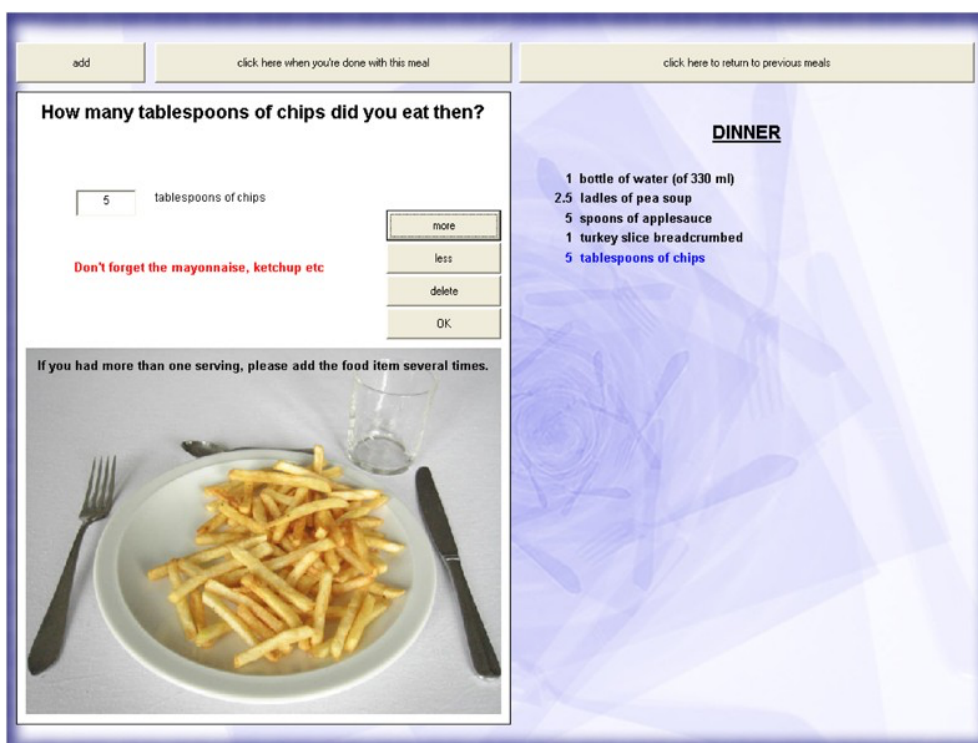 add
click here when you're done with this meal
click here to return to previous meals
How many tablespoons of chips did you eat then?
5 tablespoons of chips
more
Don't forget the mayonnaise, ketchup etc
less
delete
OK
If you had more than one serving, please add the food item several times.
DINNER
1 bottle of water (of 330 ml)
2.5 ladles of pea soup
5 spoons of applesauce
1 turkey slice breadcrumbed
5 tablespoons of chips